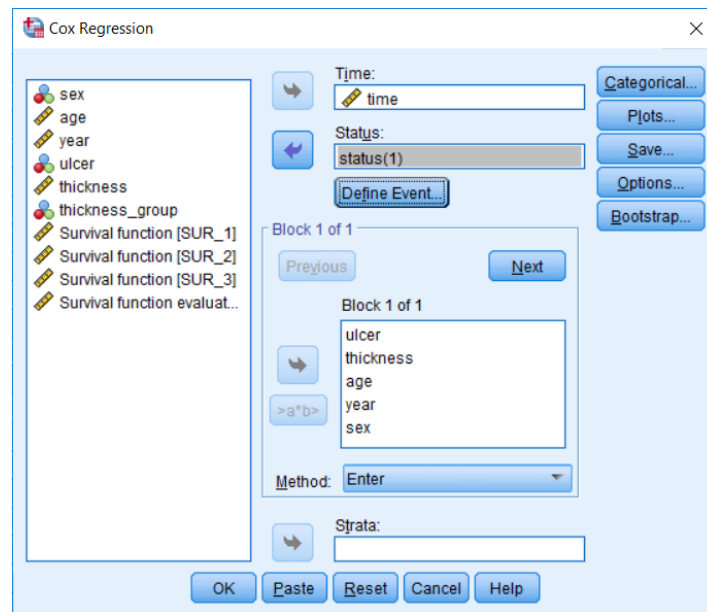 Cox Regression
sex
age
year
ulcer
thickness
thickness_group
Survival function [SUR_1]
Survival function [SUR_2]
Survival function [SUR_3]
Survival function evaluat...
Time:
time
Status:
status(1)
Define Event...
Block 1 of 1
Previous
Next
Block 1 of 1
ulcer
thickness
age
year
sex
>a*b>
Method:
Enter
Strata:
Categorical...
Plots...
Save...
Options...
Bootstrap...
OK
Paste
Reset
Cancel
Help